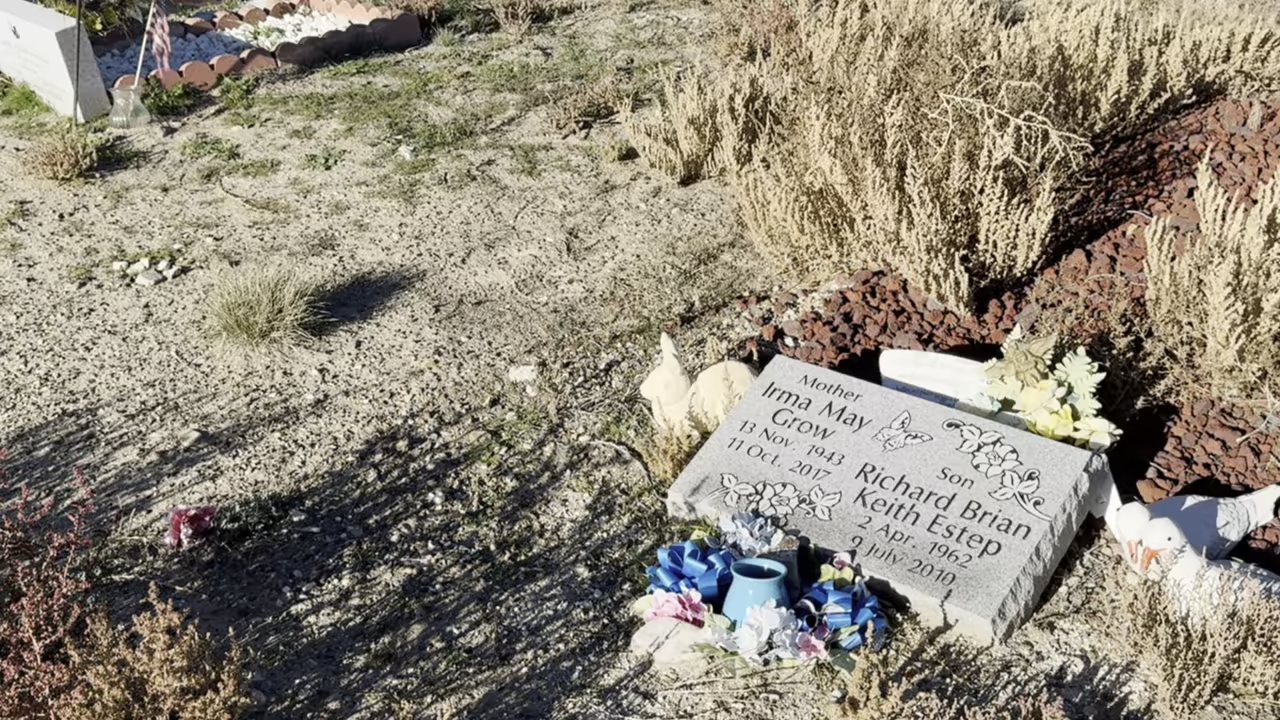 Mother
Irma May
Grow
13 Nov 1943
11 Oct. 2017
Son
Richard Brian
Keith Estep
2 Apr. 1962
9 July 2010